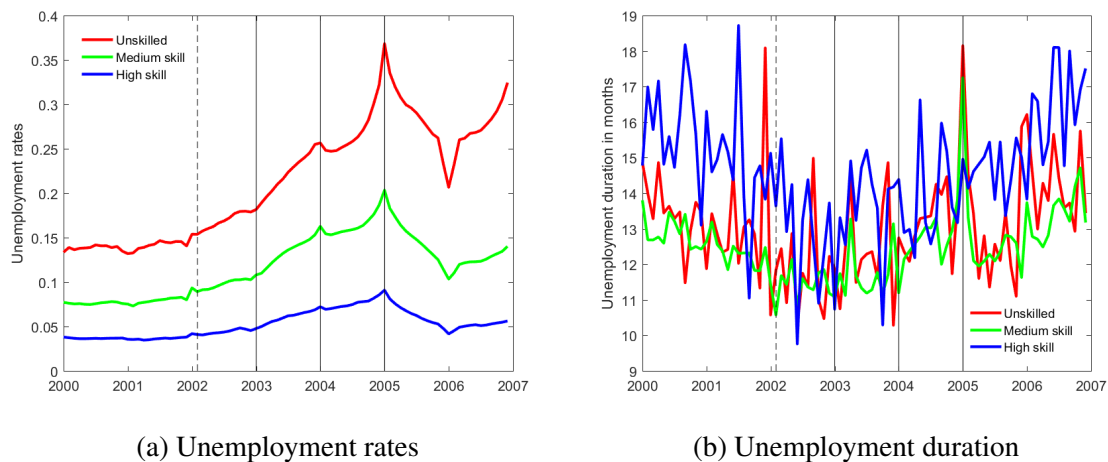 0.4
0.35
0.3
0.25
0.2
0.15
0.1
0.05
0
Unemployment rates
Unskilled
Medium skill
High skill
2000 2001 2002 2003 2004 2005 2006 2007
(a) Unemployment rates
19
18
17
16
15
14
13
12
11
10
9
Unemployment duration in months
Unskilled
Medium skill
High skill
2000 2001 2002 2003 2004 2005 2006 2007
(b) Unemployment duration